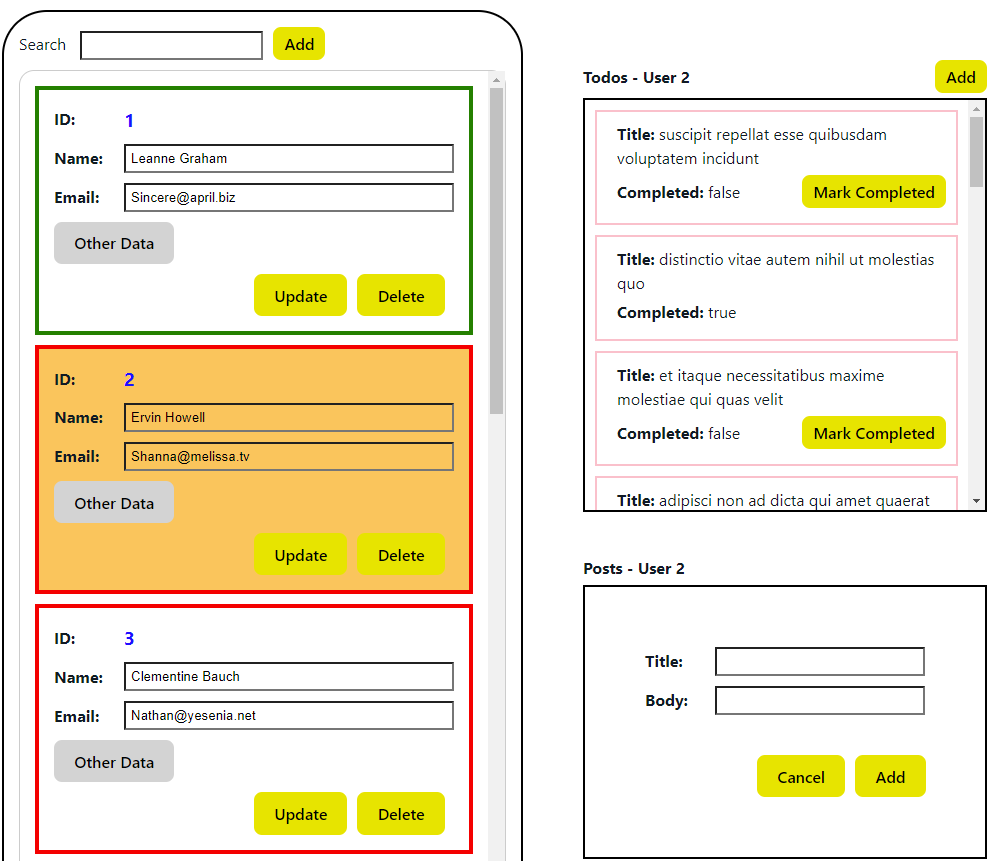 Search Add
ID: 1
Name: Leanne Graham
Email: Sincere@april.biz
Other Data
Update Delete
ID: 2
Name: Ervin Howell
Email: Shanna@melissa.tv
Other Data
Update Delete
ID: 3
Name: Clementine Bauch
Email: Nathan@yesenia.net
Other Data
Update Delete
Todos - User 2 Add
Title: suscipit repellat esse quibusdam
voluptatem incidunt
Completed: false Mark Completed
Title: distinctio vitae autem nihil ut molestias
quo
Completed: true
Title: et itaque necessitatibus maxime
molestiae qui quas velit
Completed: false Mark Completed
Title: adipisci non ad dicta qui amet quaerat
Posts - User 2
Title:
Body:
Cancel Add